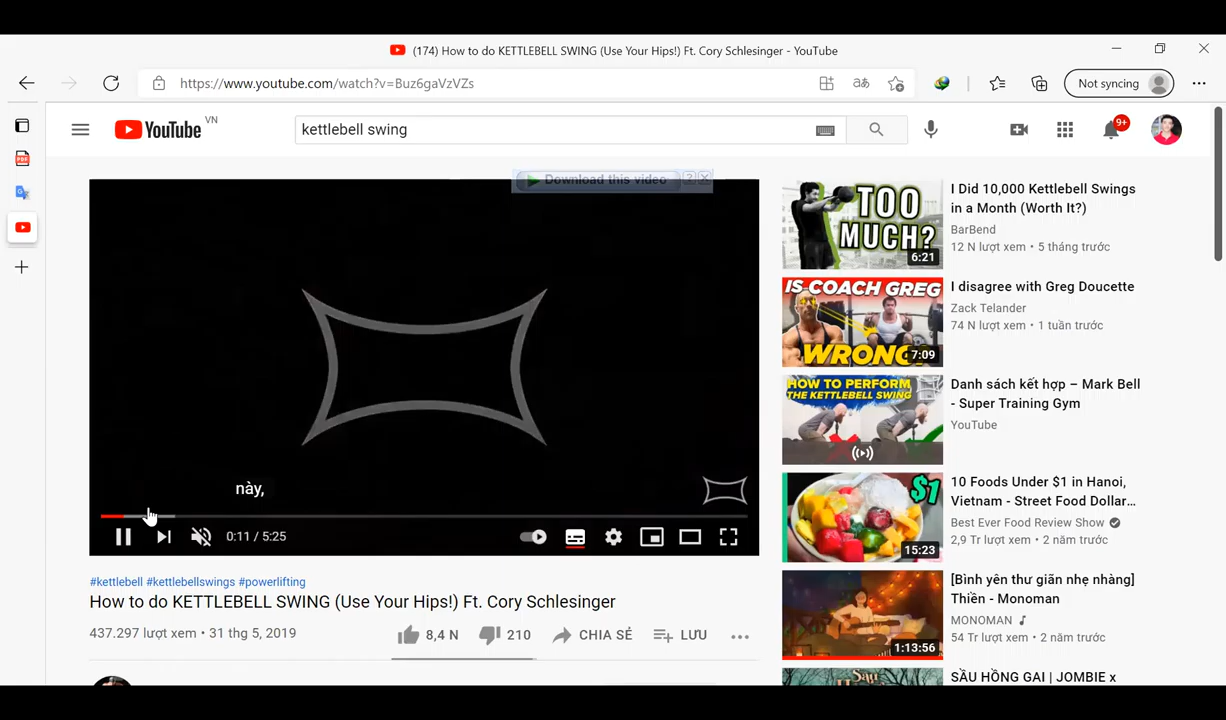 (174) How to do KETTLEBELL SWING (Use Your Hips!) Ft. Cory Schlesinger - YouTube
https://www.youtube.com/watch?v=Buz6gaVzVZs
aあ
Not syncing
PDF
YouTube VN
kettlebell swing
9+
Download this video
?
này,
0:11 / 5:25
#kettlebell #kettlebellswings #powerlifting
How to do KETTLEBELL SWING (Use Your Hips!) Ft. Cory Schlesinger
437.297 lượt xem • 31 thg 5, 2019
8,4 N
210
CHIA SẺ
LƯU
TOO
MUCH?
6:21
I Did 10,000 Kettlebell Swings
in a Month (Worth It?)
BarBend
12 N lượt xem • 5 tháng trước
IS COACH GREG
WRONG
7:09
I disagree with Greg Doucette
Zack Telander
74 N lượt xem • 1 tuần trước
HOW TO PERFORM
THE KETTLEBELL SWING
Danh sách kết hợp – Mark Bell
- Super Training Gym
YouTube
$1
15:23
10 Foods Under $1 in Hanoi,
Vietnam - Street Food Dollar...
Best Ever Food Review Show
2,9 Tr lượt xem • 2 năm trước
1:13:56
[Bình yên thư giãn nhẹ nhàng]
Thiền - Monoman
MONOMAN
54 Tr lượt xem • 2 năm trước
Sầu
SẦU HỒNG GAI | JOMBIE x